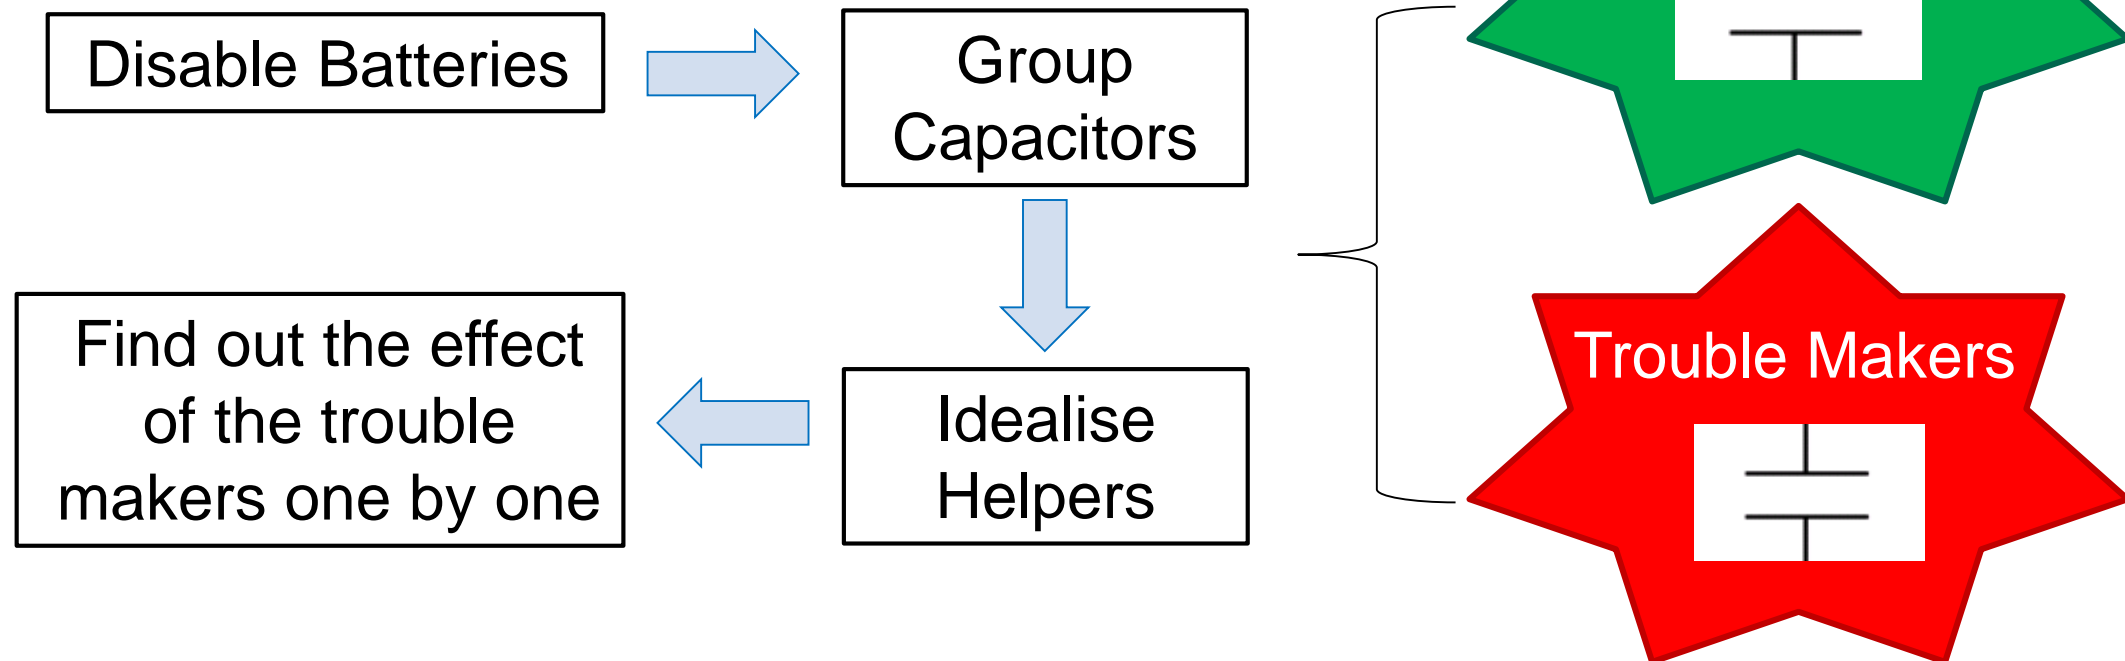 Disable Batteries
Group
Capacitors
Trouble Makers
Idealise
Helpers
Find out the effect
of the trouble
makers one by one